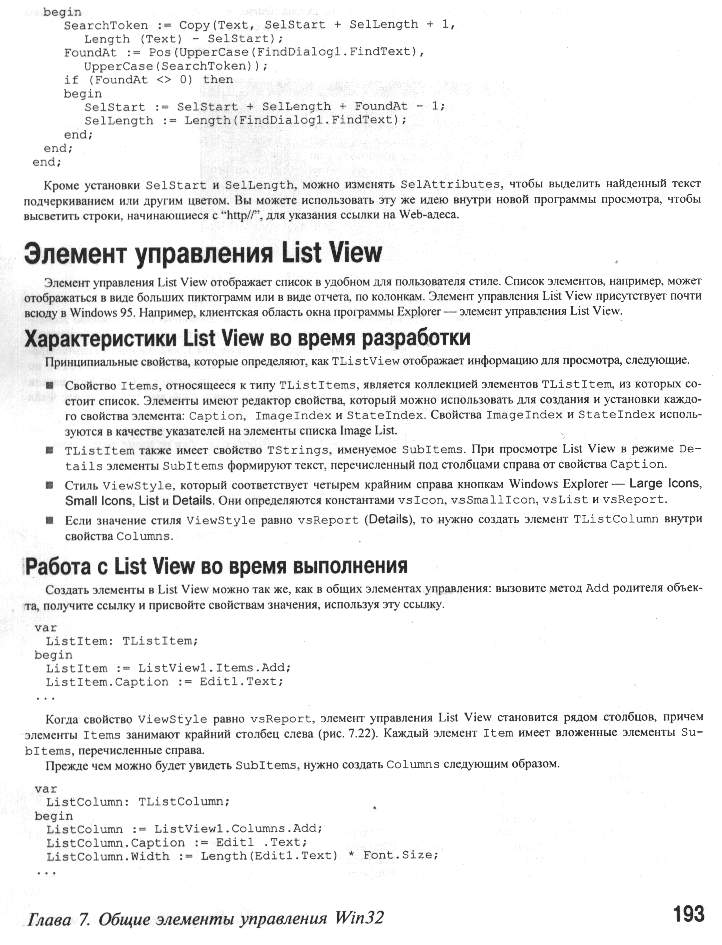 begin
SearchToken := Copy(Text, SelStart + SelLength + 1,
Length (Text) - SelStart);
FoundAt := Pos(UpperCase(FindDialog1.FindText),
UpperCase(SearchToken));
if (FoundAt <> 0) then
begin
SelStart := SelStart + SelLength + FoundAt - 1;
SelLength := Length(FindDialog1.FindText);
end;
end;
end;
Кроме установки SelStart и SelLength, можно изменять SelAttributes, чтобы выделить найденный текст
подчеркиванием или другим цветом. Вы можете использовать эту же идею внутри новой программы просмотра, чтобы
высветить строки, начинающиеся с “http//”, для указания ссылки на Web-адеса.
Элемент управления List View
Элемент управления List View отображает список в удобном для пользователя стиле. Список элементов, например, может
отображаться в виде больших пиктограмм или в виде отчета, по колонкам. Элемент управления List View присутствует почти
всюду в Windows 95. Например, клиентская область окна программы Explorer — элемент управления List View.
Характеристики List View во время разработки
Принципиальные свойства, которые определяют, как TListView отображает информацию для просмотра, следующие.
■ Свойство Items, относящееся к типу TListItems, является коллекцией элементов TListItem, из которых со-
стоит список. Элементы имеют редактор свойства, который можно использовать для создания и установки каждо-
го свойства элемента: Caption, ImageIndex и StateIndex. Свойства ImageIndex и StateIndex исполь-
зуются в качестве указателей на элементы списка Image List.
■ TListItem также имеет свойство TStrings, именуемое SubItems. При просмотре List View в режиме De-
tails элементы SubItems формируют текст, перечисленный под столбцами справа от свойства Caption.
■ Стиль ViewStyle, который соответствует четырем крайним справа кнопкам Windows Explorer — Large Icons,
Small Icons, List и Details. Они определяются константами vsIcon, vsSmallIcon, vsList и vsReport.
■ Если значение стиля ViewStyle равно vsReport (Details), то нужно создать элемент TListColumn внутри
свойства Columns.
Работа с List View во время выполнения
Создать элементы в List View можно так же, как в общих элементах управления: вызовите метод Add родителя объек-
та, получите ссылку и присвойте свойствам значения, используя эту ссылку.
var
ListItem: TListItem;
begin
ListItem := ListView1.Items.Add;
ListItem.Caption := Edit1.Text;
...
Когда свойство ViewStyle равно vsReport, элемент управления List View становится рядом столбцов, причем
элементы Items занимают крайний столбец слева (рис. 7.22). Каждый элемент Item имеет вложенные элементы Su-
bItems, перечисленные справа.
Прежде чем можно будет увидеть SubItems, нужно создать Columns следующим образом.
var
ListColumn: TListColumn;
begin
ListColumn := ListView1.Columns.Add;
ListColumn.Caption := Edit1 .Text;
ListColumn.Width := Length(Edit1.Text) * Font.Size;
...
Глава 7. Общие элементы управления Win32
193